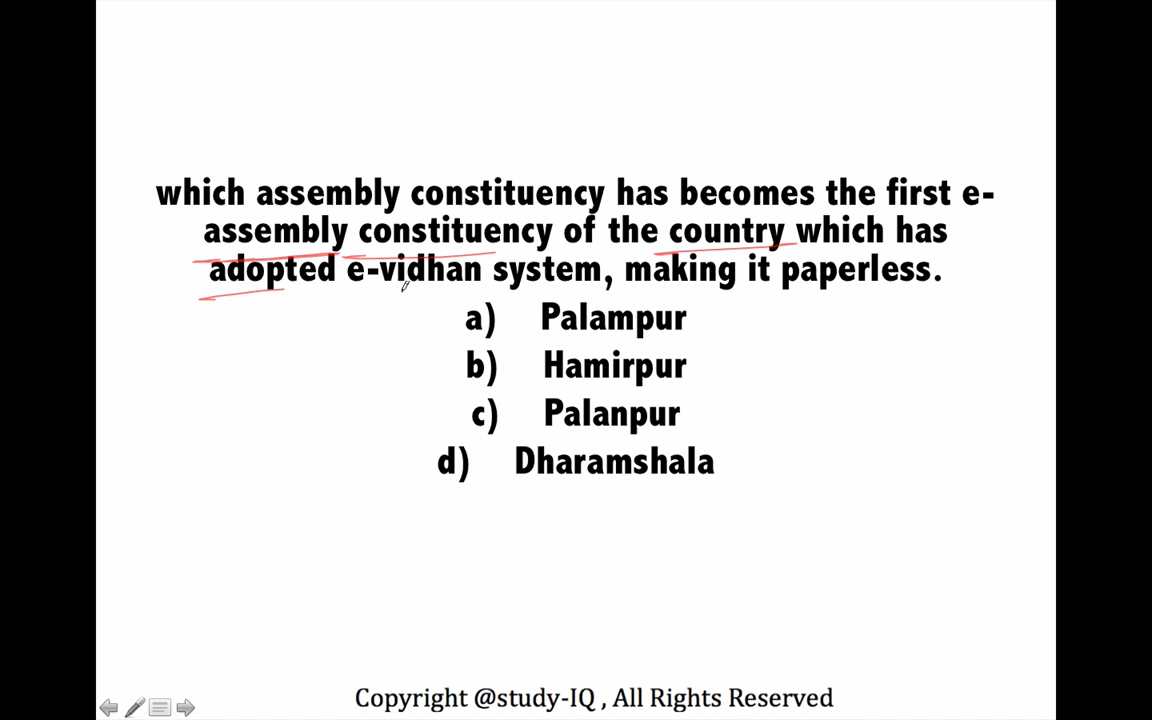 which assembly constituency has becomes the first e-
assembly constituency of the country which has
adopted e-vidhan system, making it paperless.
a) Palampur
b) Hamirpur
c) Palanpur
d) Dharamshala
Copyright @study-IQ , All Rights Reserved